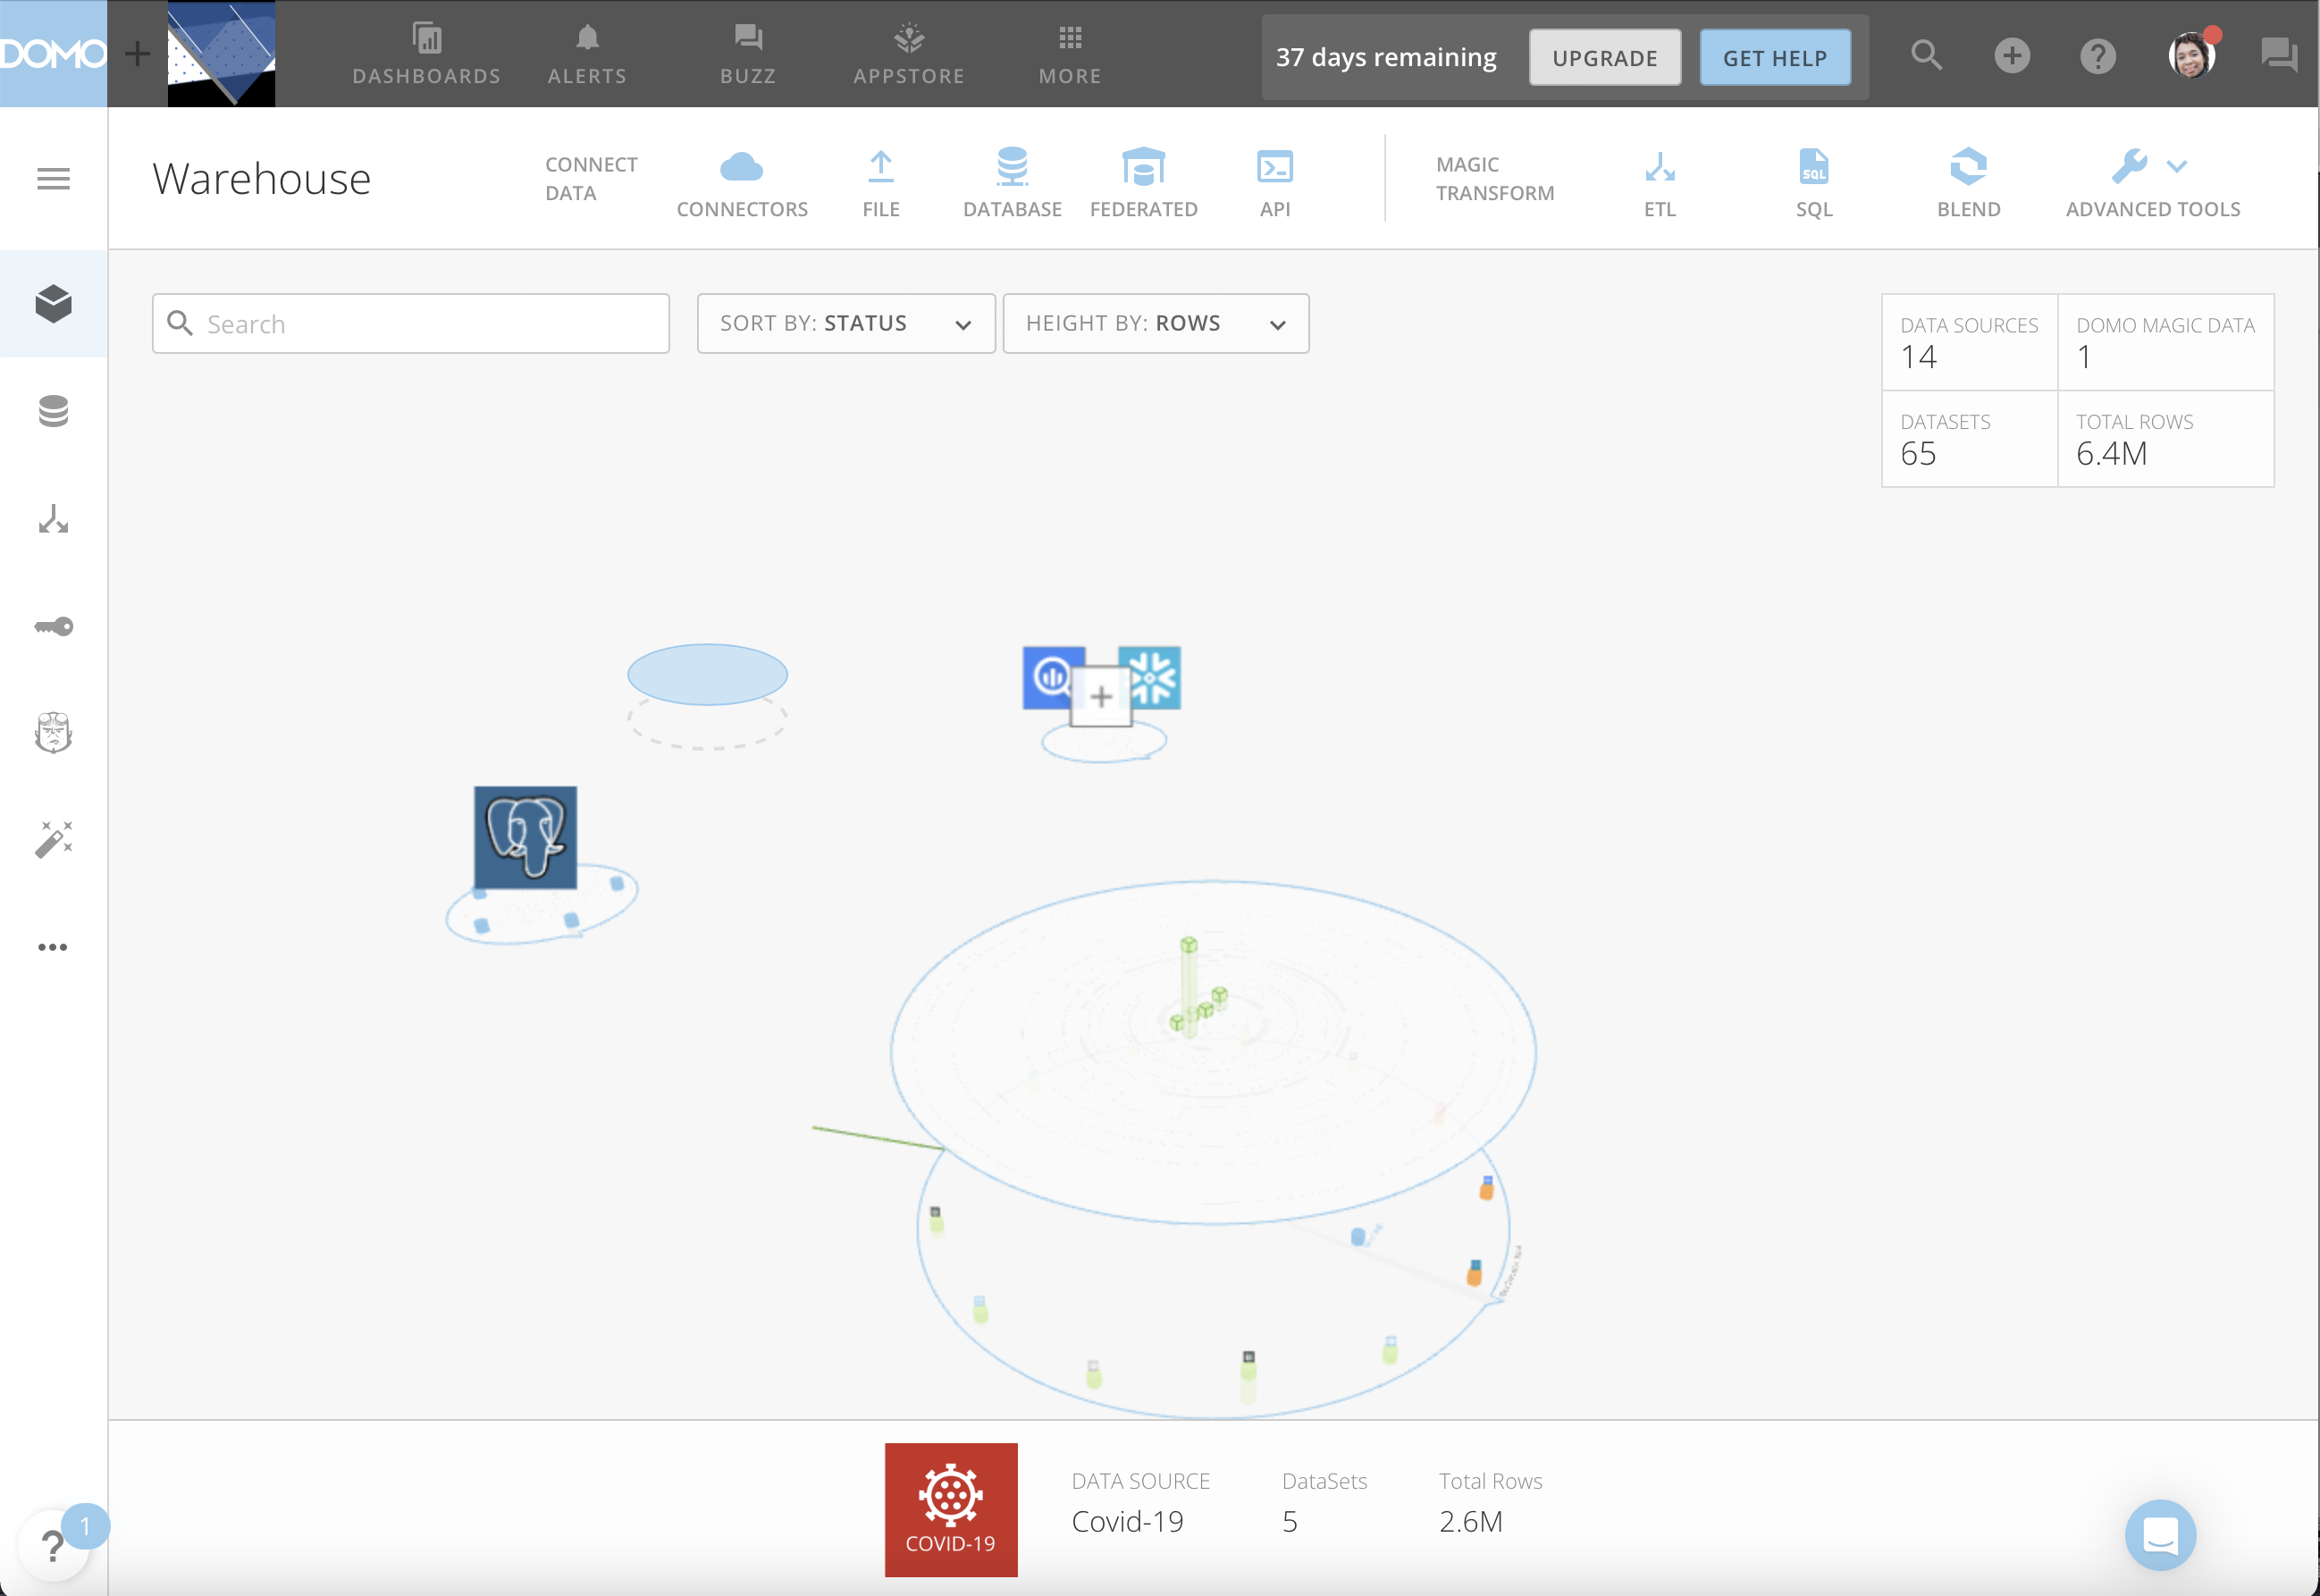 DOMO
DASHBOARDS
ALERTS
BUZZ
APPSTORE
MORE
37 days remaining
UPGRADE
GET HELP
Warehouse
CONNECT
DATA
CONNECTORS
FILE
DATABASE
FEDERATED
API
MAGIC
TRANSFORM
ETL
SQL
SQL
BLEND
ADVANCED TOOLS
Search
SORT BY: STATUS
HEIGHT BY: ROWS
DATA SOURCES
14
DOMO MAGIC DATA
1
DATASETS
65
TOTAL ROWS
6.4M
COVID-19
DATA SOURCE
Covid-19
DataSets
5
Total Rows
2.6M
?
1